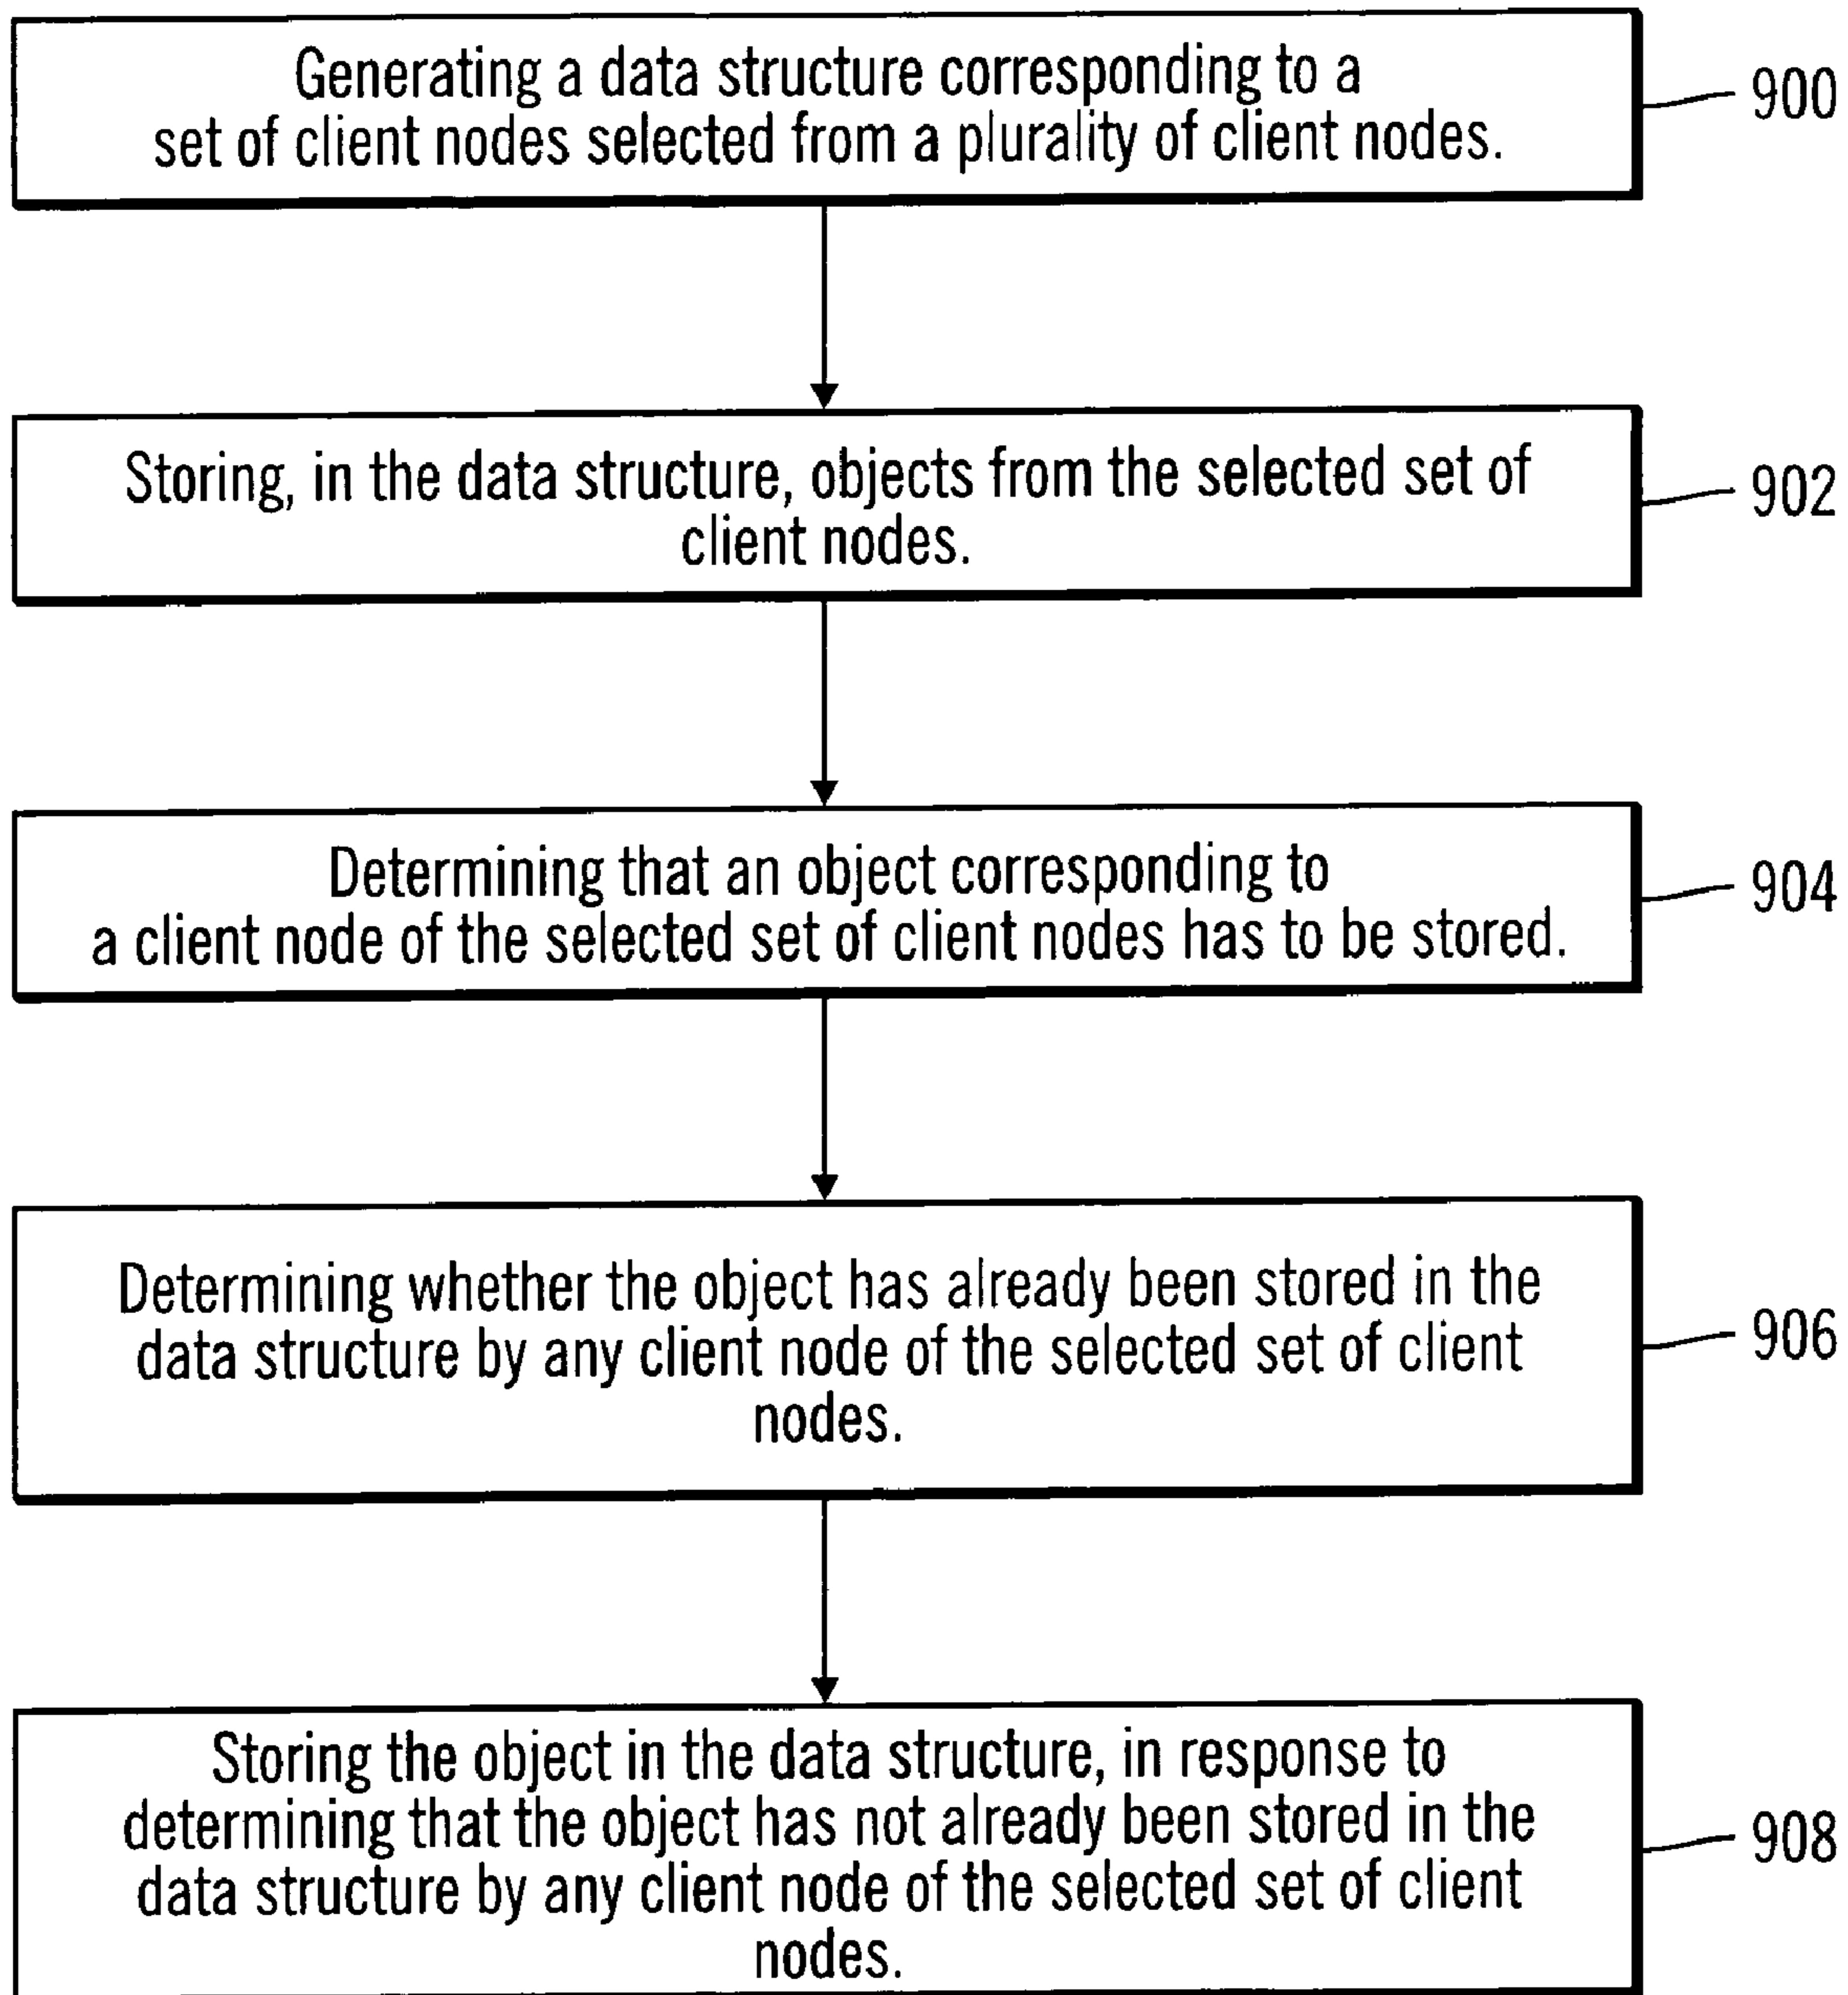 Generating a data structure corresponding to a
set of client nodes selected from a plurality of client nodes.
900
Storing, in the data structure, objects from the selected set of
client nodes.
902
Determining that an object corresponding to
a client node of the selected set of client nodes has to be stored.
904
Determining whether the object has already been stored in the
data structure by any client node of the selected set of client
nodes.
906
Storing the object in the data structure, in response to
determining that the object has not already been stored in the
data structure by any client node of the selected set of client
nodes.
908